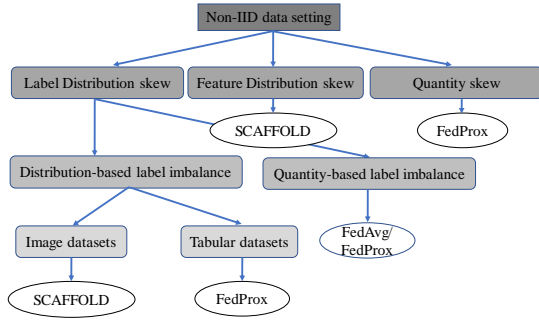 Non-IID data setting
Label Distribution skew
Feature Distribution skew
Quantity skew
SCAFFOLD
FedProx
Distribution-based label imbalance
Quantity-based label imbalance
Image datasets
Tabular datasets
FedAvg/
FedProx
SCAFFOLD
FedProx